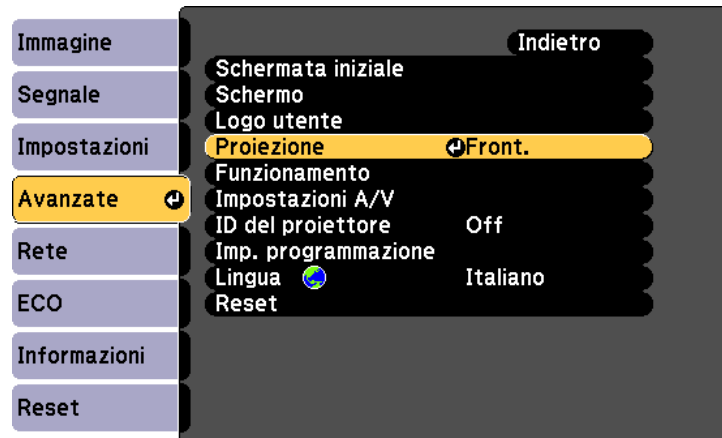 Immagine
Segnale
Impostazioni
Avanzate
Rete
ECO
Informazioni
Reset
Indietro
Schermata iniziale
Schermo
Logo utente
Proiezione Front.
Funzionamento
Impostazioni A/V
ID del proiettore Off
Imp. programmazione
Lingua Italiano
Reset